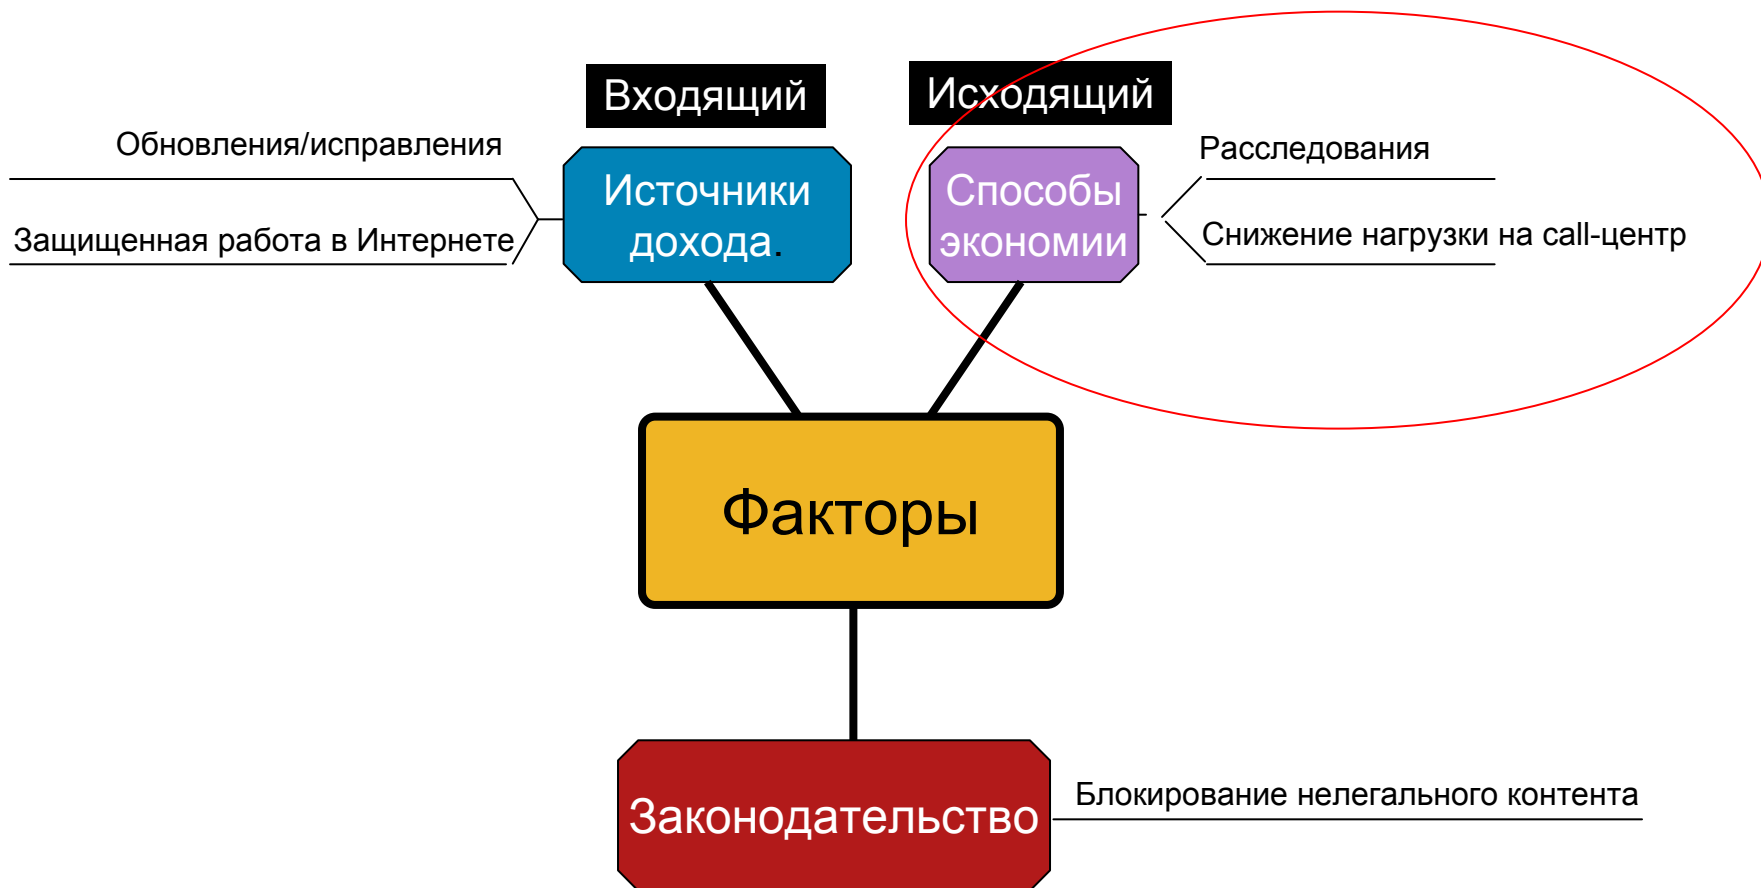 Входящий
Исходящий
Обновления/исправления
Защищенная работа в Интернете
Источники
дохода.
Способы
экономии
Расследования
Снижение нагрузки на call-центр
Факторы
Законодательство
Блокирование нелегального контента